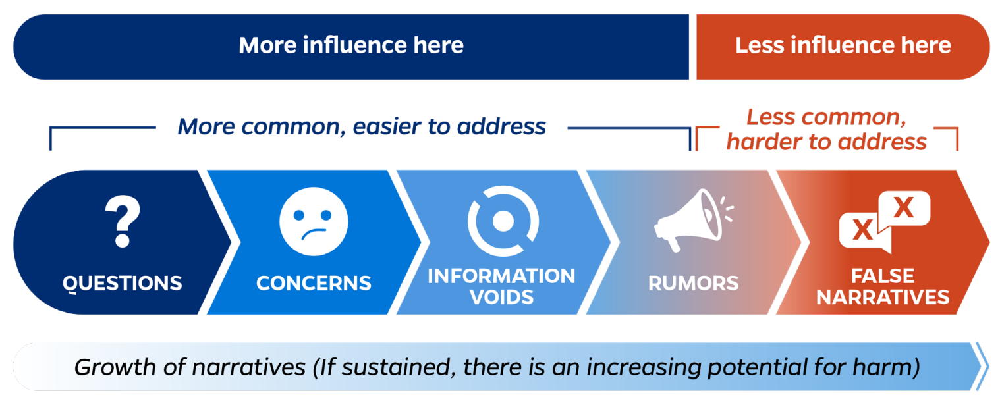 More influence here
Less influence here
More common, easier to address
Less common,
harder to address
?
QUESTIONS
CONCERNS
INFORMATION
VOIDS
RUMORS
X
X
FALSE
NARRATIVES
Growth of narratives (If sustained, there is an increasing potential for harm)